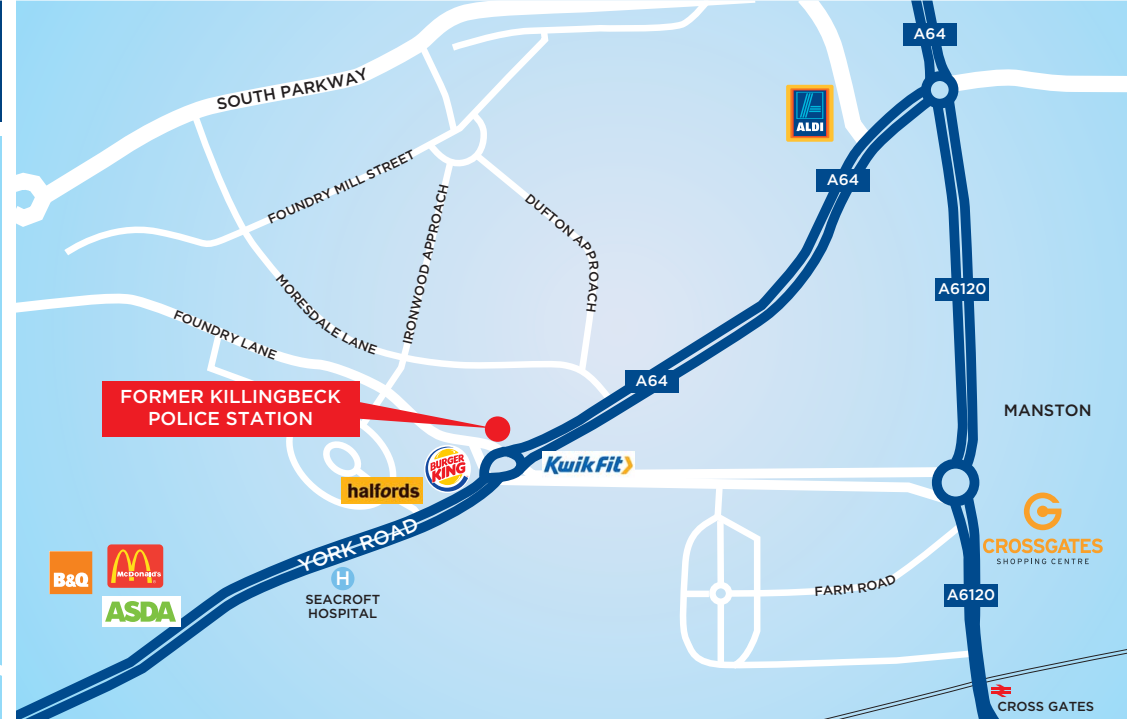 A64
SOUTH PARKWAY
ALDI
FOUNDRY MILL STREET
A64
IRONWOOD APPROACH
DUFTON APPROACH
A6120
MORESDALE LANE
FOUNDRY LANE
A64
FORMER KILLINGBECK
POLICE STATION
MANSTON
BURGER
KING
KwikFit
halfords
YORK ROAD
CROSSGATES
SHOPPING CENTRE
B&Q
McDonald's
H
SEACROFT
HOSPITAL
FARM ROAD
A6120
ASDA
CROSS GATES